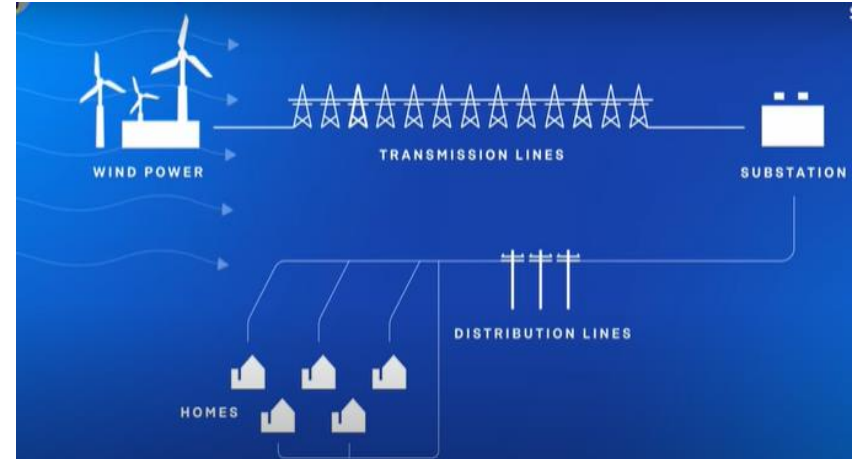 WIND POWER
TRANSMISSION LINES
SUBSTATION
DISTRIBUTION LINES
HOMES